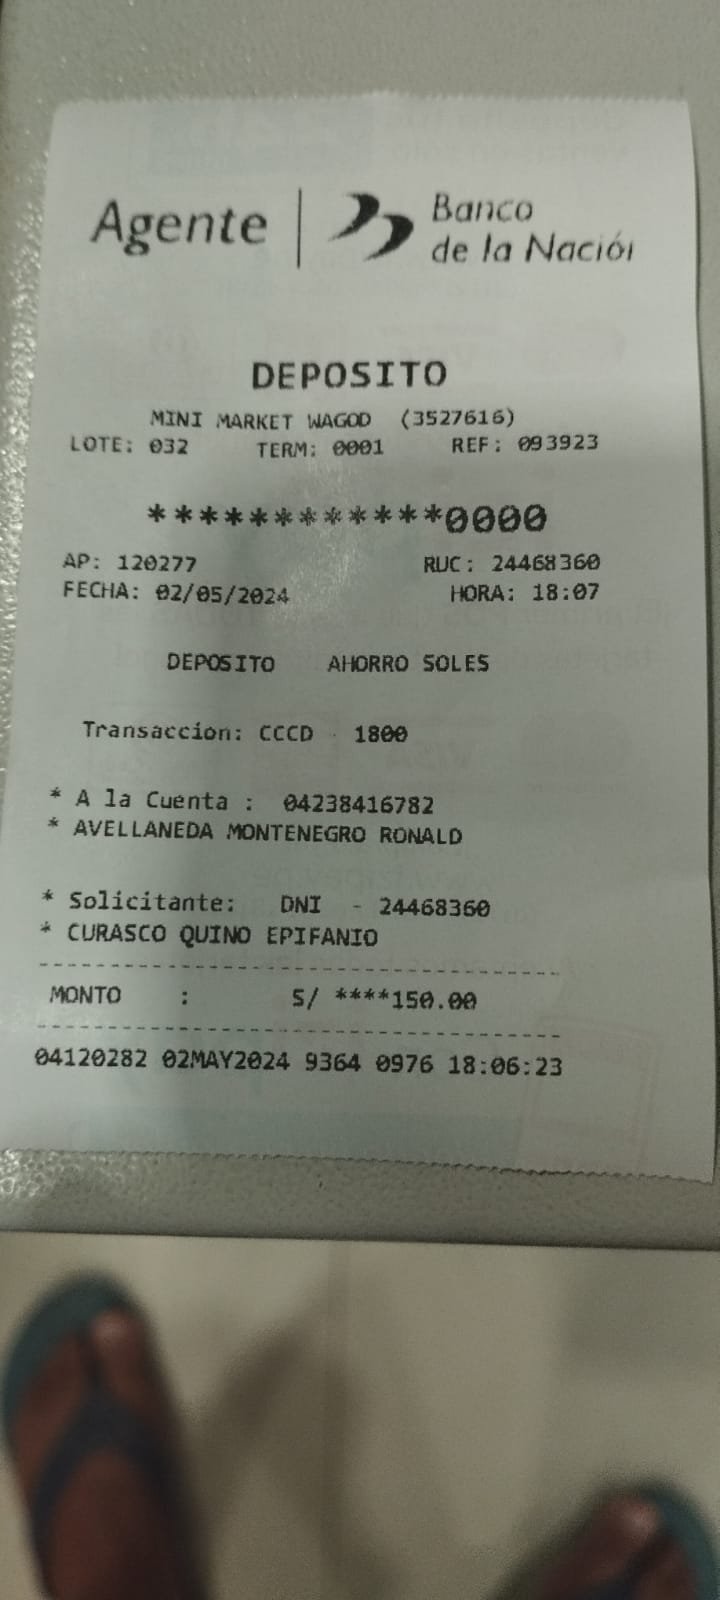 Agente | Banco
de la Nación
DEPOSITO
MINI MARKET WAGOD (3527616)
LOTE: 032 TERM: 0001 REF: 093923
************0000
AP: 120277 RUC: 24468360
FECHA: 02/05/2024 HORA: 18:07
DEPOSITO AHORRO SOLES
Transaccion: CCCD - 1800
* A la Cuenta : 04238416782
* AVELLANEDA MONTENEGRO RONALD
* Solicitante: DNI - 24468360
* CURASCO QUINO EPIFANIO
MONTO : S/ ****150.00
04120282 02MAY2024 9364 0976 18:06:23